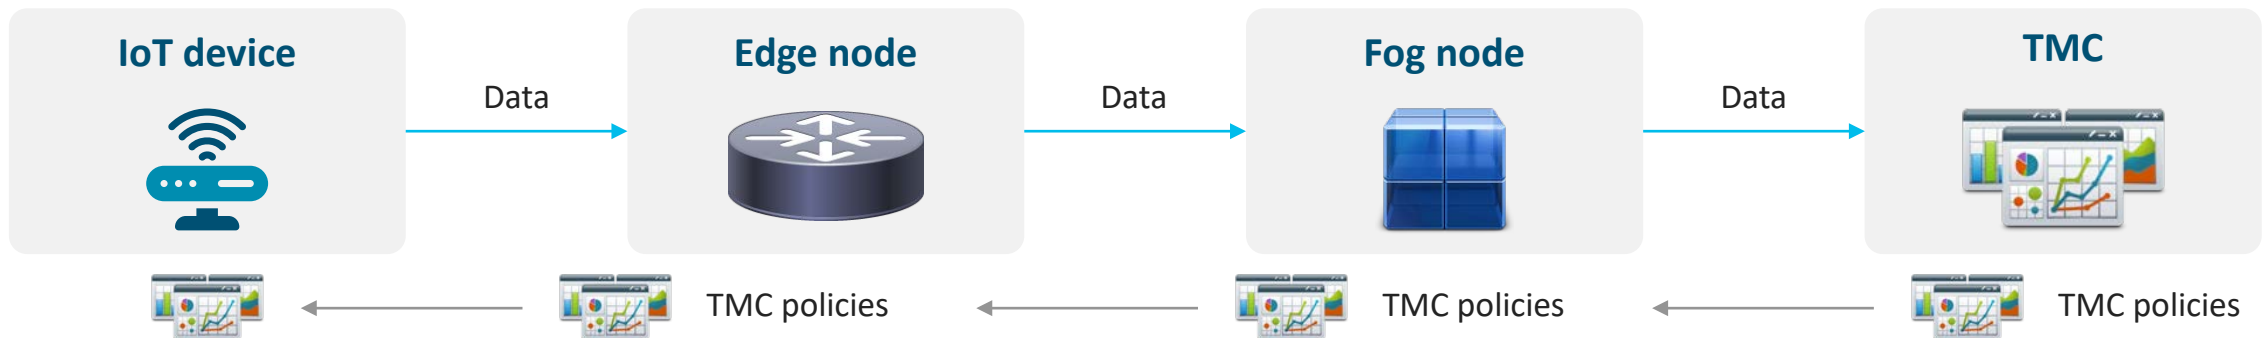 IoT device
Edge node
Fog node
TMC
Data
Data
Data
TMC policies
TMC policies
TMC policies